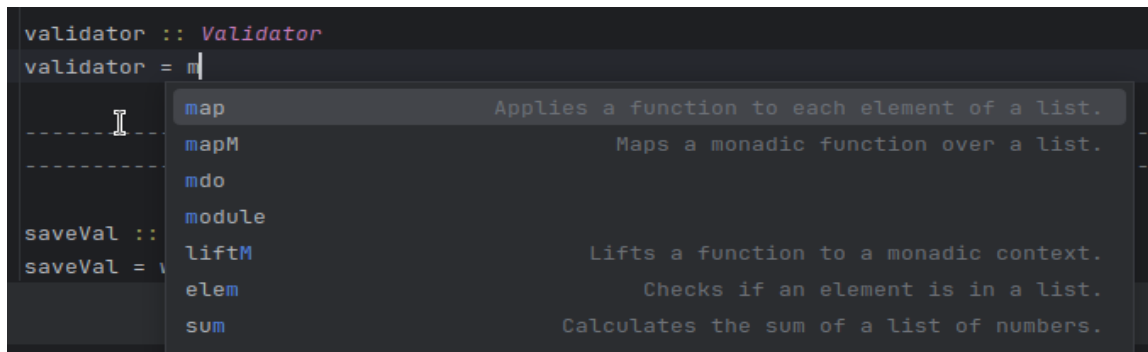 validator :: Validator
validator = m
map Applies a function to each element of a list.
mapM Maps a monadic function over a list.
mdo
module
saveVal ::
liftM Lifts a function to a monadic context.
saveVal =
elem Checks if an element is in a list.
sum Calculates the sum of a list of numbers.